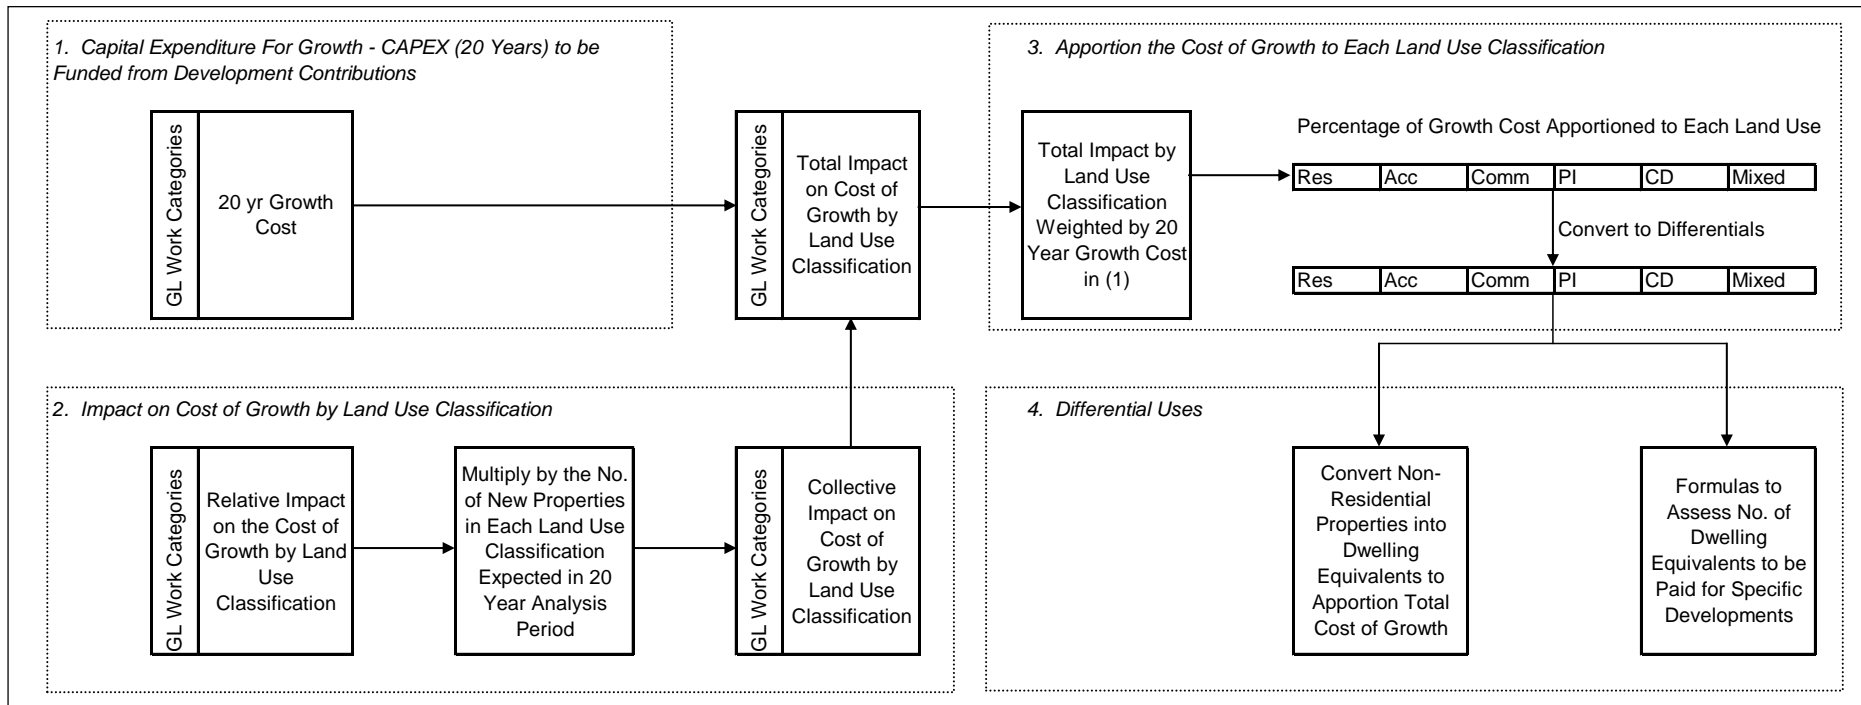 1. Capital Expenditure For Growth - CAPEX (20 Years) to be
Funded from Development Contributions
GL Work Categories
20 yr Growth
Cost
GL Work Categories
Total Impact
on Cost of
Growth by
Land Use
Classification
3. Apportion the Cost of Growth to Each Land Use Classification
Total Impact by
Land Use
Classification
Weighted by 20
Year Growth Cost
in (1)
Percentage of Growth Cost Apportioned to Each Land Use
Res Acc Comm PI CD Mixed
Convert to Differentials
Res Acc Comm PI CD Mixed
2. Impact on Cost of Growth by Land Use Classification
GL Work Categories
Relative Impact
on the Cost of
Growth by Land
Use
Classification
Multiply by the No.
of New Properties
in Each Land Use
Classification
Expected in 20
Year Analysis
Period
GL Work Categories
Collective
Impact on
Cost of
Growth by
Land Use
Classification
4. Differential Uses
Convert Non-
Residential
Properties into
Dwelling
Equivalents to
Apportion Total
Cost of Growth
Formulas to
Assess No. of
Dwelling
Equivalents to be
Paid for Specific
Developments